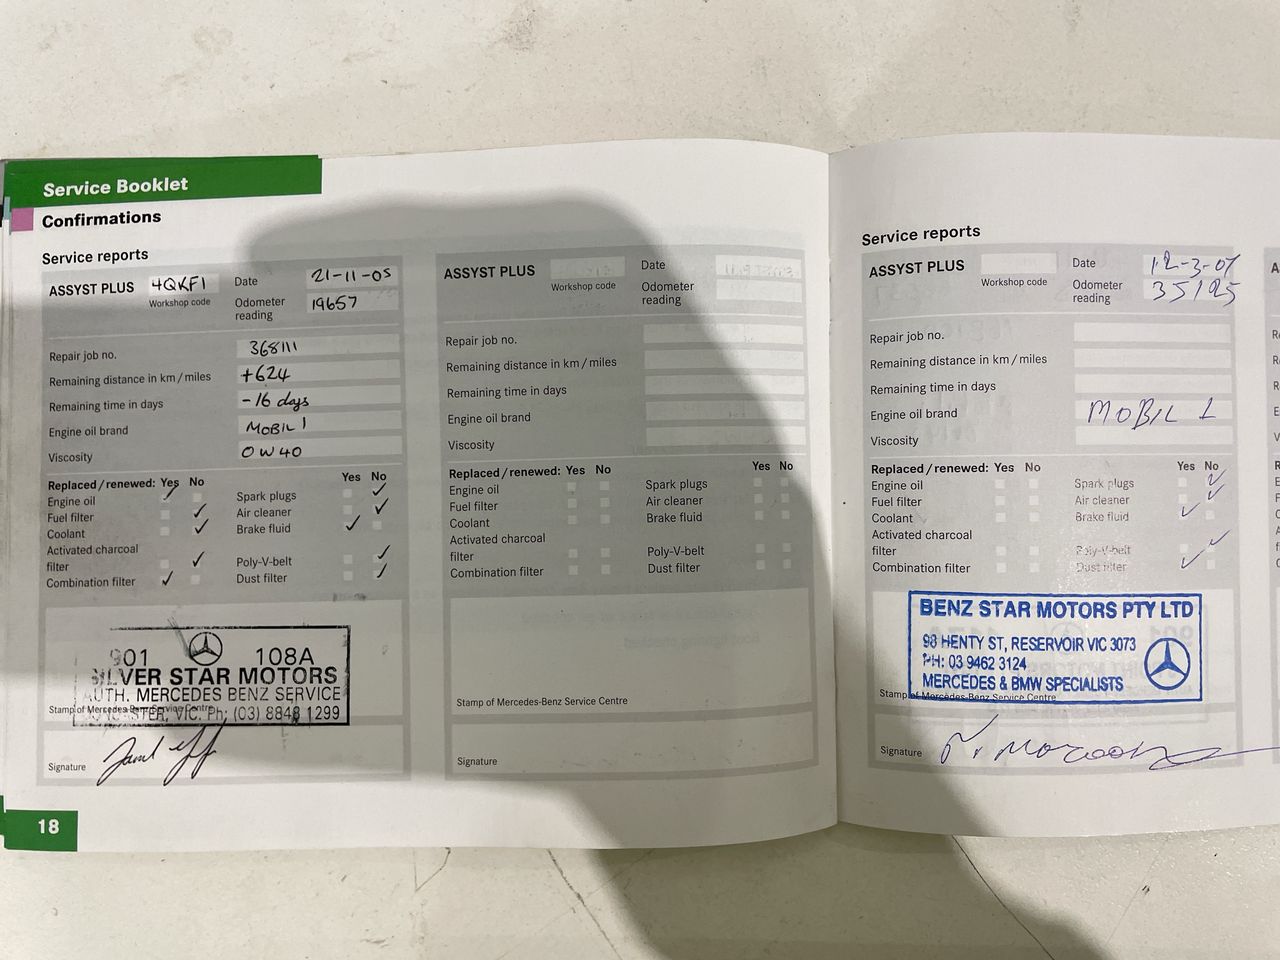 Service Booklet
Confirmations
Service reports
ASSYST PLUS 4QKF1 Date 21-11-05
Workshop code
Odometer reading 19657
Repair job no. 368111
Remaining distance in km / miles +624
Remaining time in days -16 days
Engine oil brand MOBIL 1
Viscosity 0W40
Replaced / renewed: Yes No Yes No
Engine oil ✓ Spark plugs ✓
Fuel filter ✓ Air cleaner ✓
Coolant ✓ Brake fluid ✓
Activated charcoal filter ✓ Poly-V-belt ✓
Combination filter ✓ Dust filter ✓
901 108A
SILVER STAR MOTORS
AUTH. MERCEDES BENZ SERVICE
VIC. Ph; (03) 8848 1299
Stamp of Mercedes-Benz Service Centre
Signature
18
ASSYST PLUS Date
Workshop code
Odometer reading
Repair job no.
Remaining distance in km / miles
Remaining time in days
Engine oil brand
Viscosity
Replaced / renewed: Yes No Yes No
Engine oil Spark plugs
Fuel filter Air cleaner
Coolant Brake fluid
Activated charcoal filter Poly-V-belt
Combination filter Dust filter
Stamp of Mercedes-Benz Service Centre
Signature
Service reports
ASSYST PLUS Date 12-3-07
Workshop code
Odometer reading 35125
Repair job no.
Remaining distance in km / miles
Remaining time in days
Engine oil brand MOBIL 1
Viscosity
Replaced / renewed: Yes No Yes No
Engine oil Spark plugs ✓
Fuel filter Air cleaner ✓
Coolant Brake fluid ✓
Activated charcoal filter Poly-V-belt ✓
Combination filter Dust filter ✓
BENZ STAR MOTORS PTY LTD
98 HENTY ST, RESERVOIR VIC 3073
PH: 03 9462 3124
MERCEDES & BMW SPECIALISTS
Stamp of Mercedes-Benz Service Centre
Signature